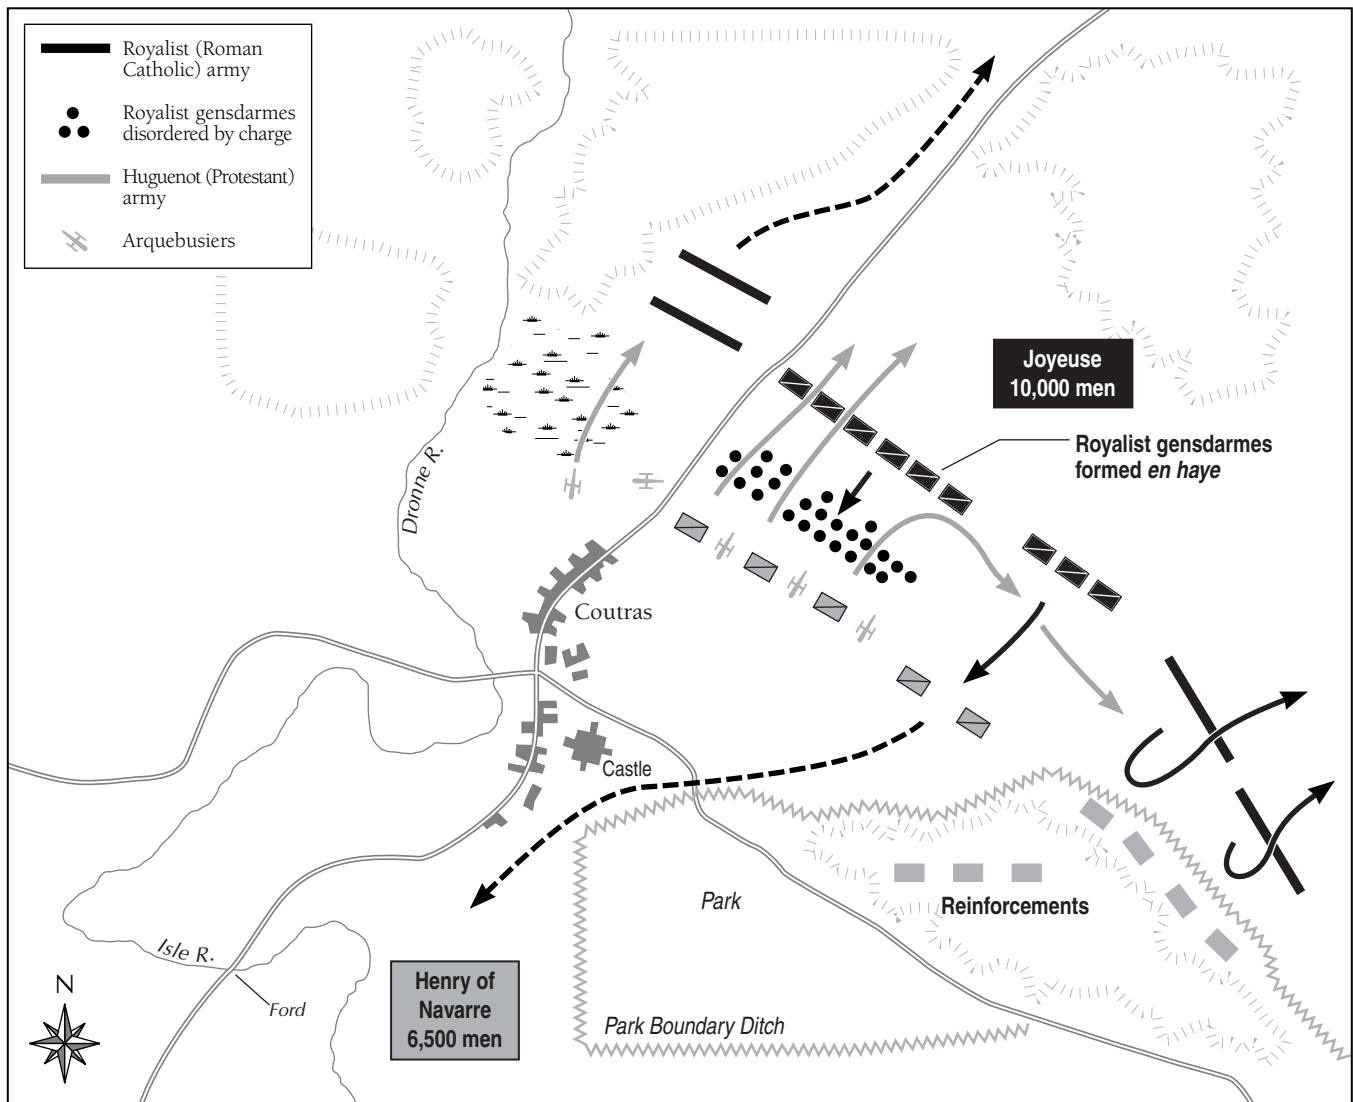 Royalist (Roman
Catholic) army
Royalist gensdarmes
disordered by charge
Huguenot (Protestant)
army
Arquebusiers
Joyeuse
10,000 men
Royalist gensdarmes
formed en haye
Dronne R.
Coutras
Castle
Park
Reinforcements
Isle R.
Ford
N
Henry of
Navarre
6,500 men
Park Boundary Ditch